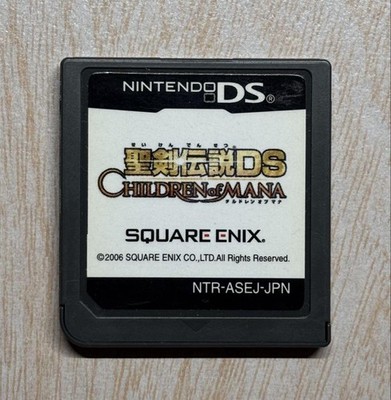 NINTENDO DS®
せいけんでんせつ
聖剣伝説DS
CHILDREN of MANA
チルドレン オブ マナ
SQUARE ENIX.
©2006 SQUARE ENIX CO.,LTD.All Rights Reserved.
NTR-ASEJ-JPN